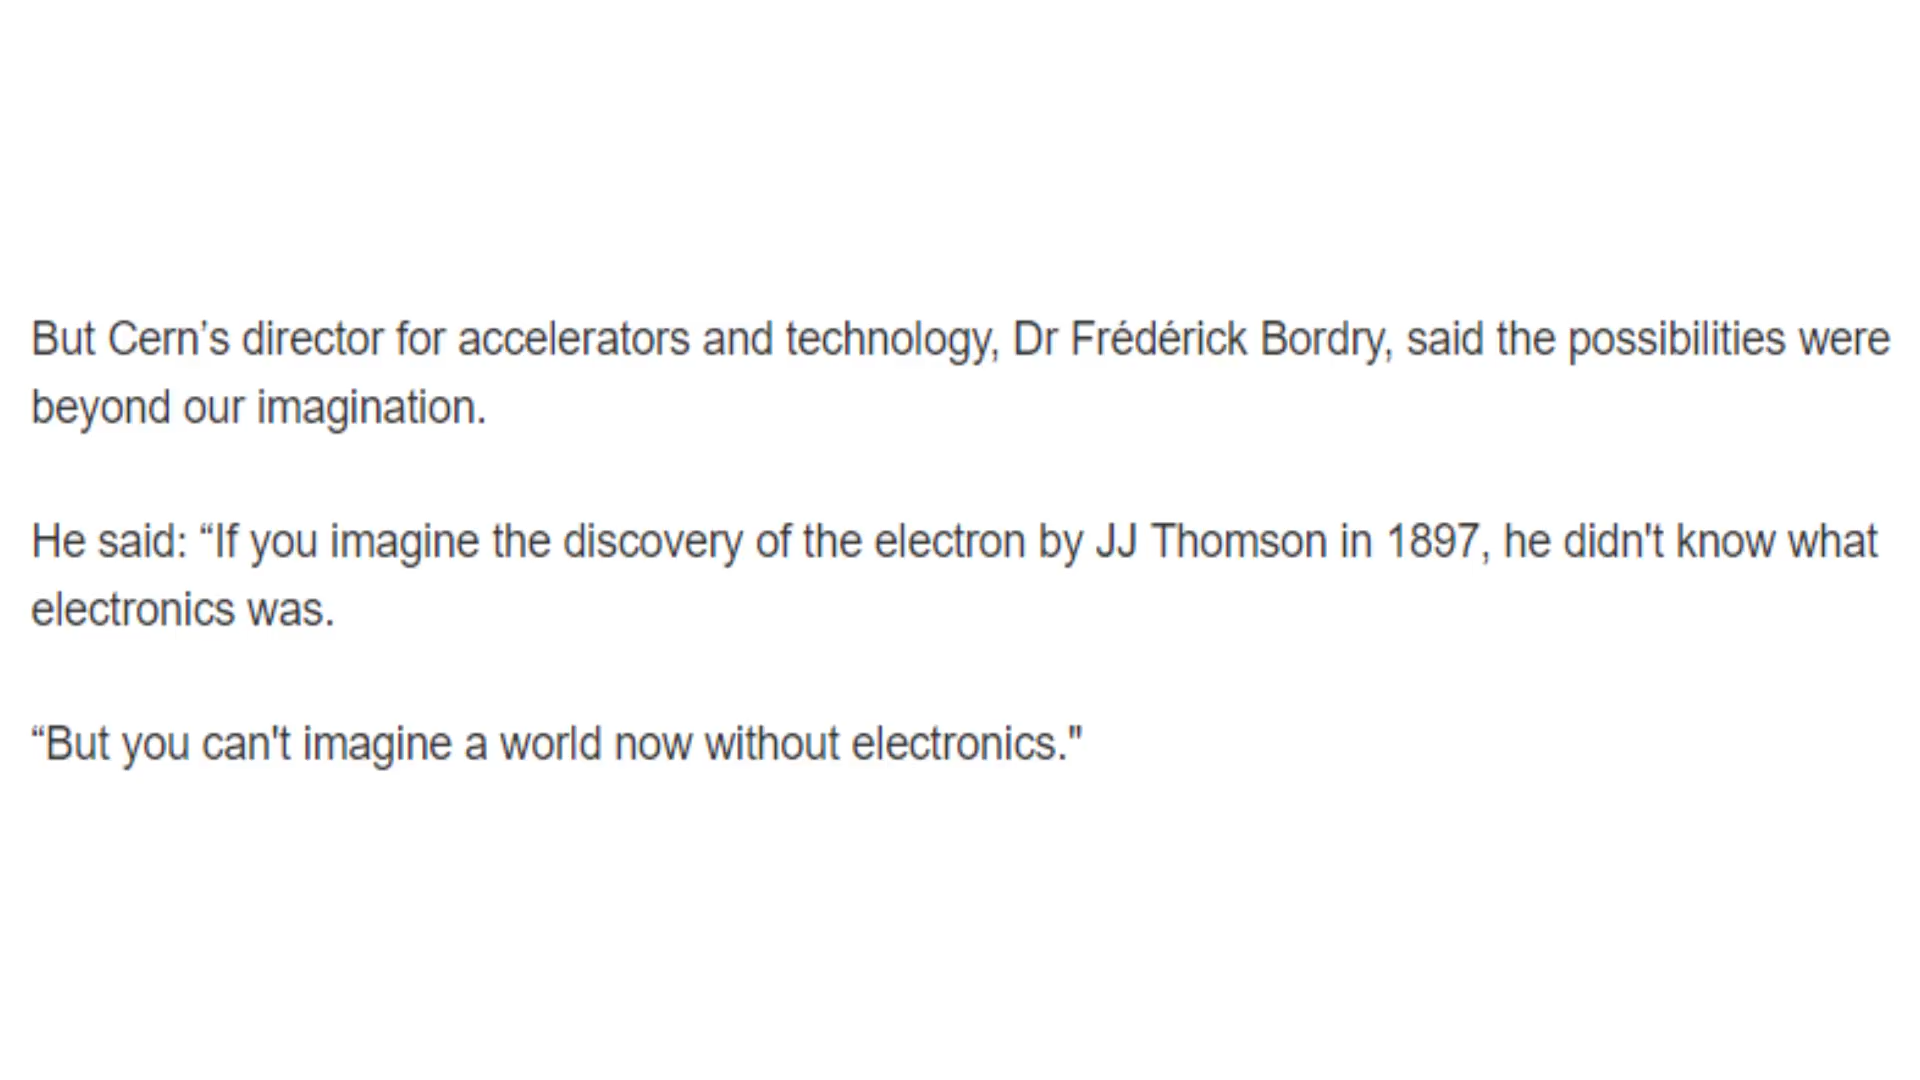 But Cern’s director for accelerators and technology, Dr Frédérick Bordry, said the possibilities were
beyond our imagination.
He said: “If you imagine the discovery of the electron by JJ Thomson in 1897, he didn't know what
electronics was.
“But you can't imagine a world now without electronics."